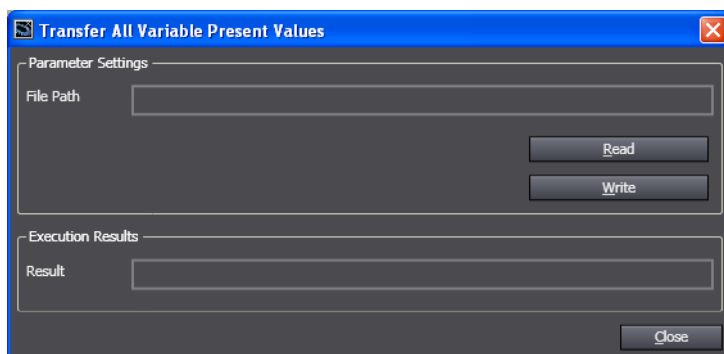 Transfer All Variable Present Values
Parameter Settings
File Path
Read
Write
Execution Results
Result
Close